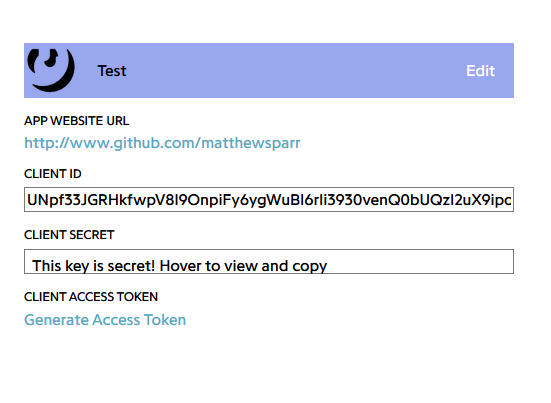 Test
Edit
APP WEBSITE URL
http://www.github.com/matthewsparr
CLIENT ID
UNpf33JGRHkfwpV8I9OnpiFy6ygWuBI6rIi3930venQ0bUQzI2uX9ipc
CLIENT SECRET
This key is secret! Hover to view and copy
CLIENT ACCESS TOKEN
Generate Access Token